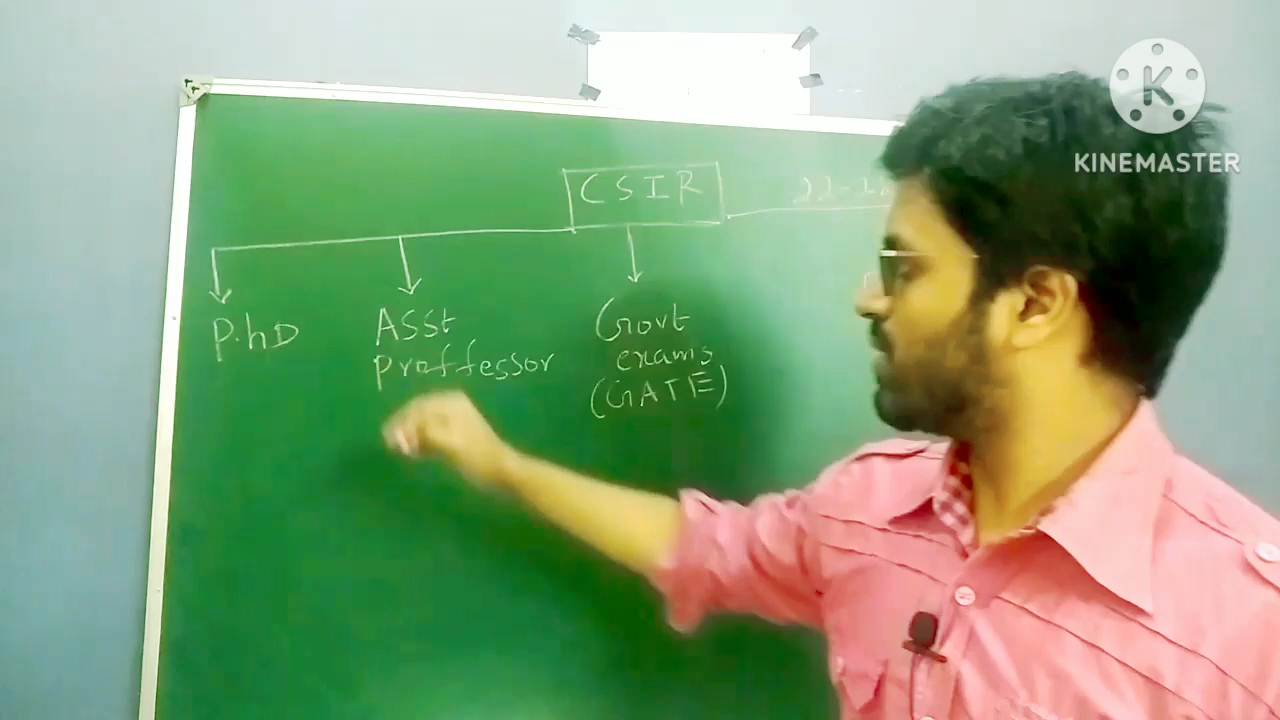 K
KINEMASTER
CSIR
P.hD
ASSt
proffessor
Govt
exams
(GATE)